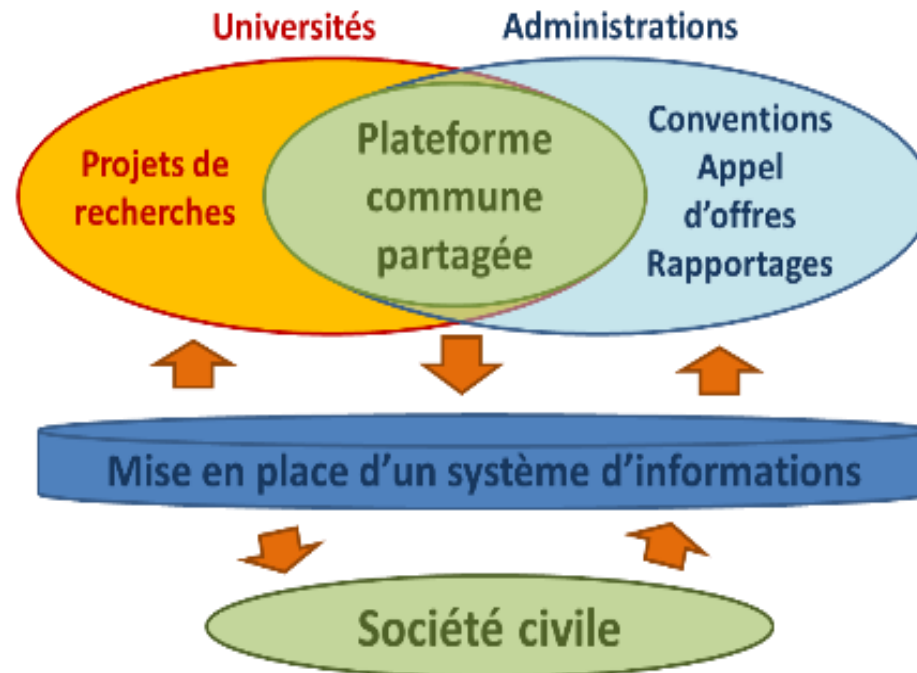 Universités
Administrations
Projets de
recherches
Plateforme
commune
partagée
Conventions
Appel
d'offres
Rapportages
Mise en place d'un système d'informations
Société civile